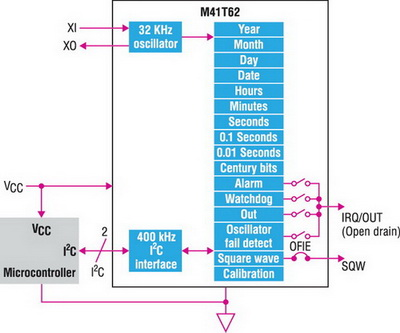 M41T62
XI
XO
32 KHz
oscillator
Year
Month
Day
Date
Hours
Minutes
Seconds
0.1 Seconds
0.01 Seconds
Century bits
Alarm
Watchdog
Out
Oscillator
fail detect
Square wave
Calibration
OFIE
IRQ/OUT
(Open drain)
SQW
VCC
VCC
I²C
Microcontroller
2
I²C
400 kHz
I²C
interface